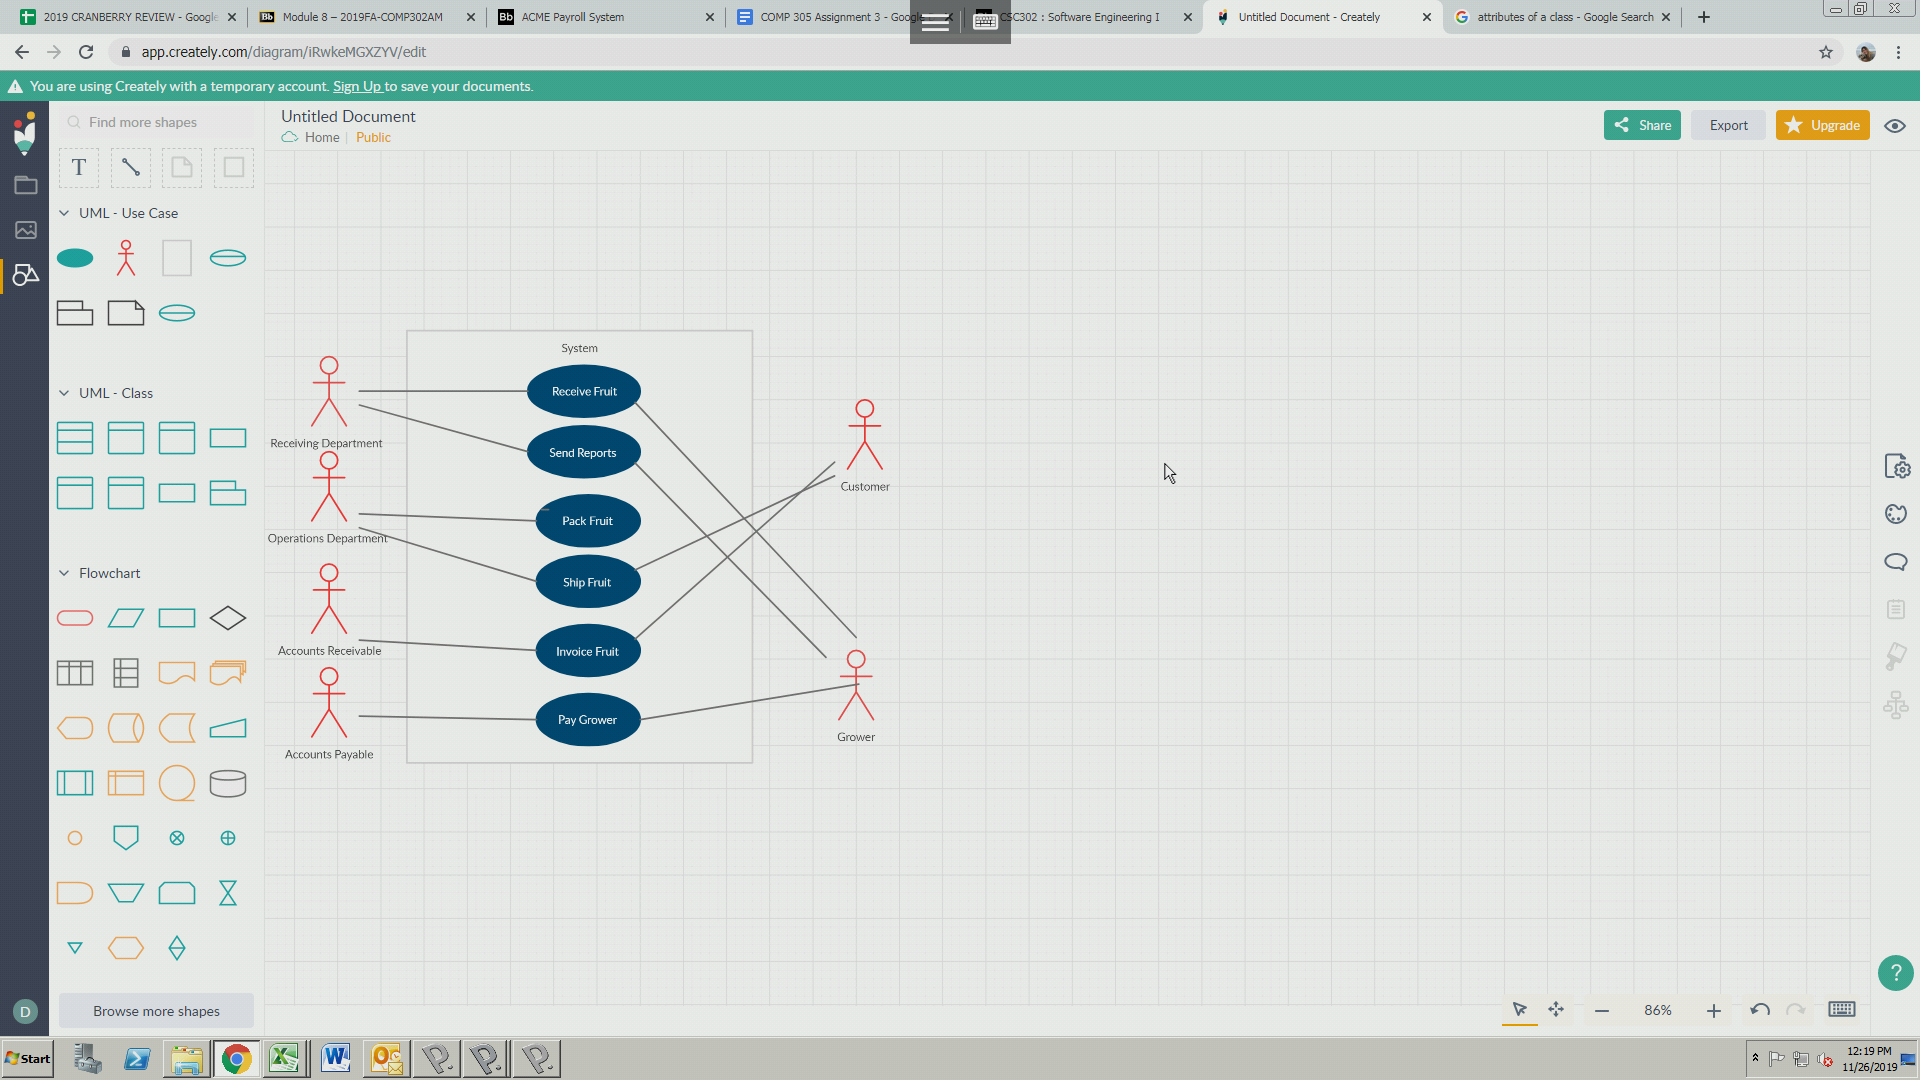 2019 CRANBERRY REVIEW - Google
Module 8 – 2019FA-COMP302AM
ACME Payroll System
COMP 305 Assignment 3 - Google
CSC302 : Software Engineering I
Untitled Document - Creately
attributes of a class - Google Search
app.creately.com/diagram/iRwkeMGXZYV/edit
You are using Creately with a temporary account. Sign Up to save your documents.
Find more shapes
Untitled Document
Home | Public
Share
Export
Upgrade
T
UML - Use Case
UML - Class
Flowchart
Browse more shapes
D
System
Receive Fruit
Send Reports
Pack Fruit
Ship Fruit
Invoice Fruit
Pay Grower
Receiving Department
Operations Department
Accounts Receivable
Accounts Payable
Customer
Grower
86%
?
Start
12:19 PM
11/26/2019